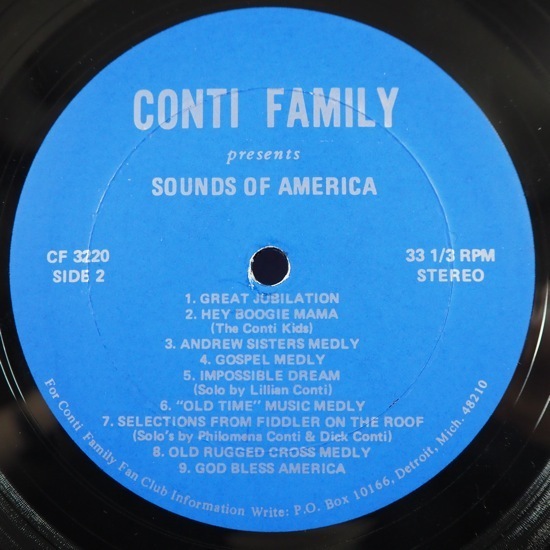 CONTI FAMILY
presents
SOUNDS OF AMERICA
CF 3220
SIDE 2
33 1/3 RPM
STEREO
1. GREAT JUBILATION
2. HEY BOOGIE MAMA
(The Conti Kids)
3. ANDREW SISTERS MEDLY
4. GOSPEL MEDLY
5. IMPOSSIBLE DREAM
(Solo by Lillian Conti)
6. "OLD TIME" MUSIC MEDLY
7. SELECTIONS FROM FIDDLER ON THE ROOF
(Solo's by Philomena Conti & Dick Conti)
8. OLD RUGGED CROSS MEDLY
9. GOD BLESS AMERICA
For Conti Family Fan Club Information Write: P.O. Box 10166, Detroit, Mich. 48210